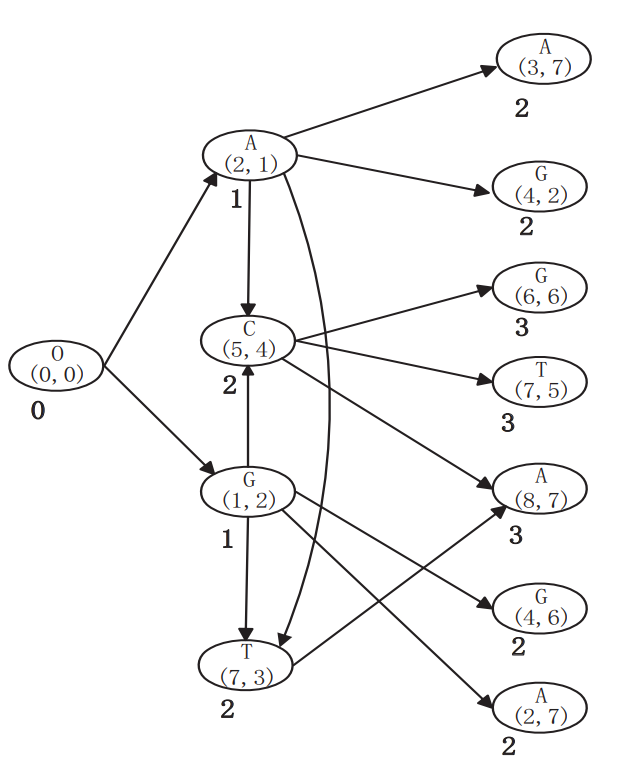 A
(3, 7)
2
A
(2, 1)
1
G
(4, 2)
2
G
(6, 6)
3
C
(5, 4)
2
T
(7, 5)
3
O
(0, 0)
0
A
(8, 7)
3
G
(1, 2)
1
G
(4, 6)
2
T
(7, 3)
2
A
(2, 7)
2